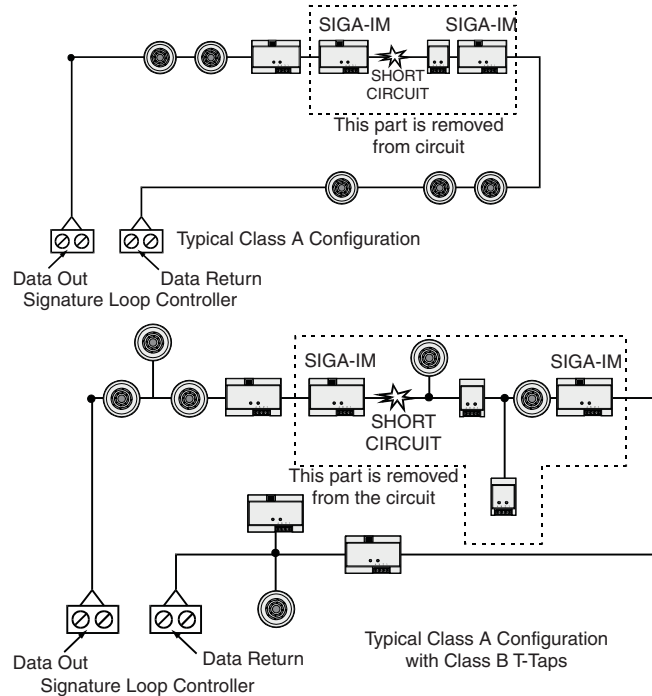 SIGA-IM
SIGA-IM
SHORT
CIRCUIT
This part is removed
from circuit
Typical Class A Configuration
Data Out
Data Return
Signature Loop Controller
SIGA-IM
SIGA-IM
SHORT
CIRCUIT
This part is removed
from the circuit
Typical Class A Configuration
with Class B T-Taps
Data Out
Data Return
Signature Loop Controller